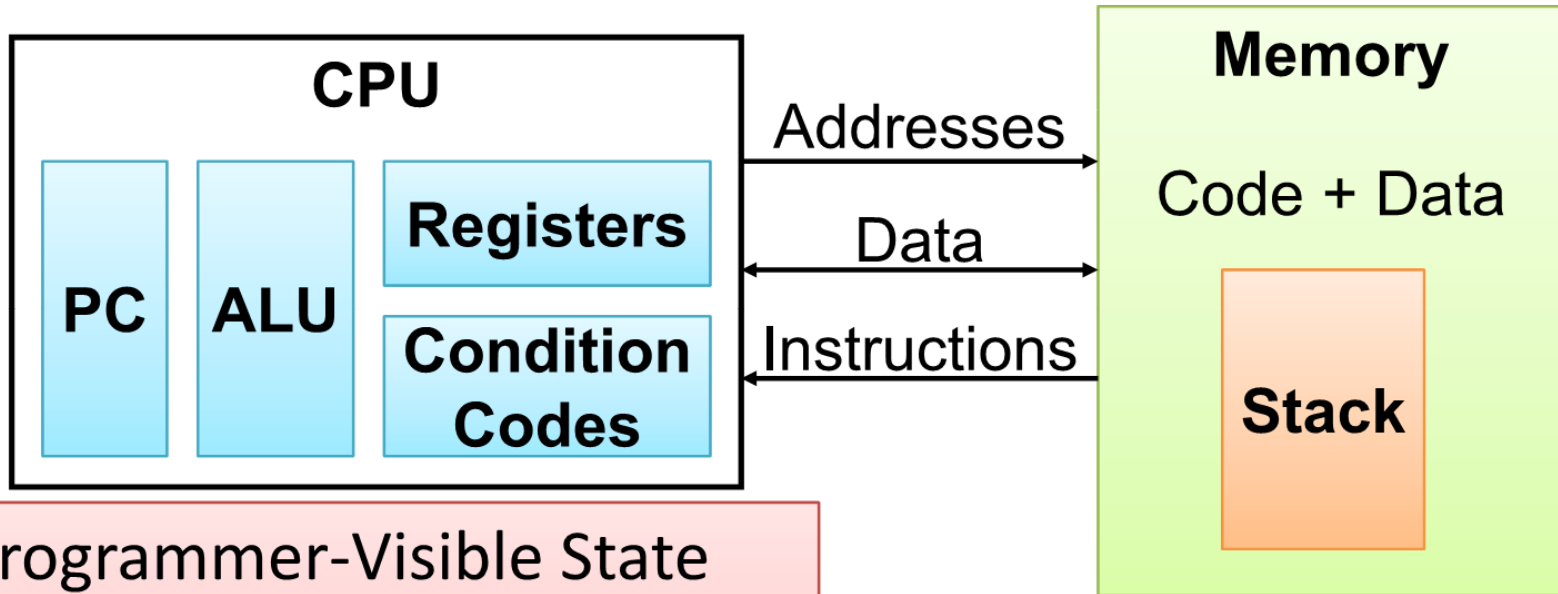 CPU
PC
ALU
Registers
Condition
Codes
Addresses
Data
Instructions
Memory
Code + Data
Stack
rogrammer-Visible State